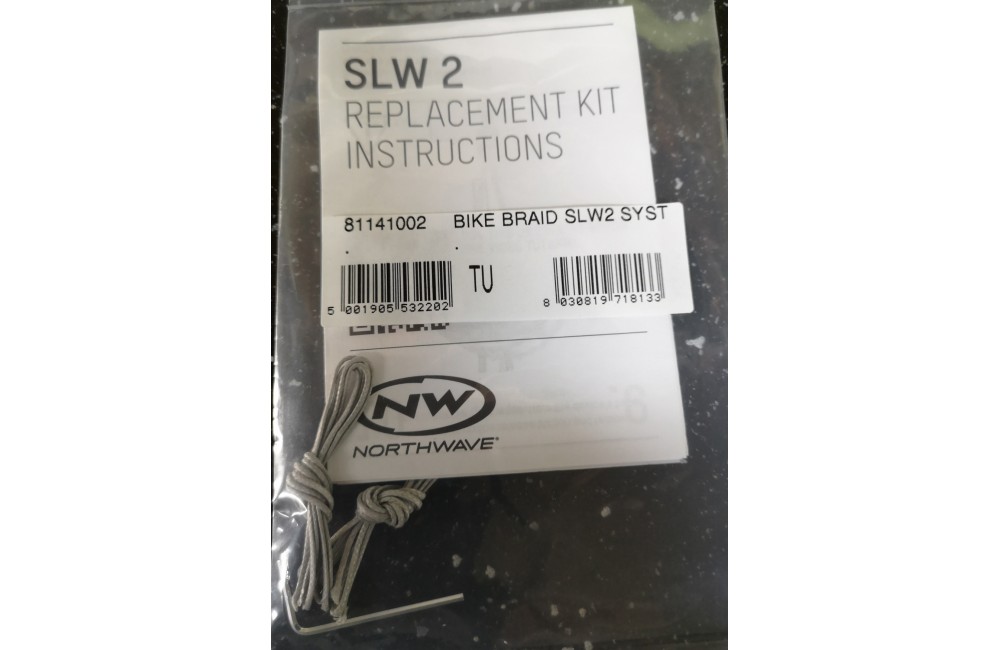 SLW 2
REPLACEMENT KIT
INSTRUCTIONS
81141002 BIKE BRAID SLW2 SYST
. .
TU
5 001905 532202
8 030819 718133
NW
NORTHWAVE®